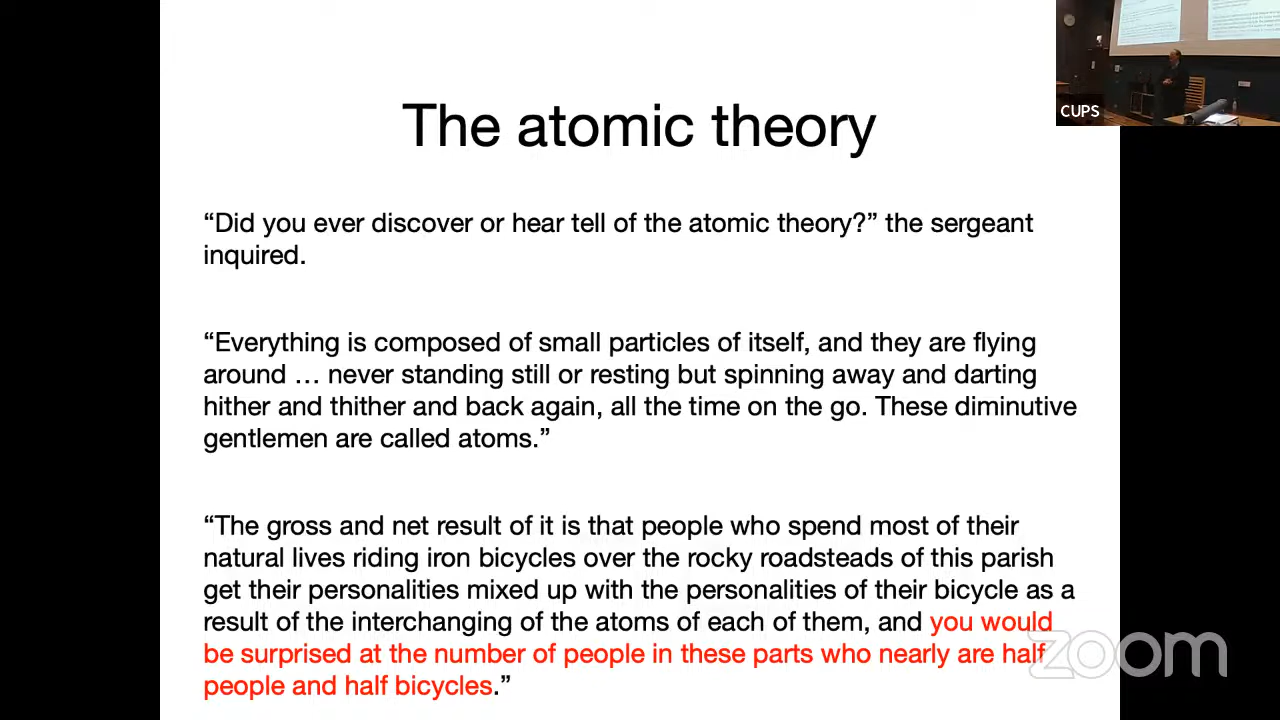 The atomic theory
CUPS
“Did you ever discover or hear tell of the atomic theory?” the sergeant
inquired.
“Everything is composed of small particles of itself, and they are flying
around … never standing still or resting but spinning away and darting
hither and thither and back again, all the time on the go. These diminutive
gentlemen are called atoms.”
“The gross and net result of it is that people who spend most of their
natural lives riding iron bicycles over the rocky roadsteads of this parish
get their personalities mixed up with the personalities of their bicycle as a
result of the interchanging of the atoms of each of them, and you would
be surprised at the number of people in these parts who nearly are half
people and half bicycles.”
zoom